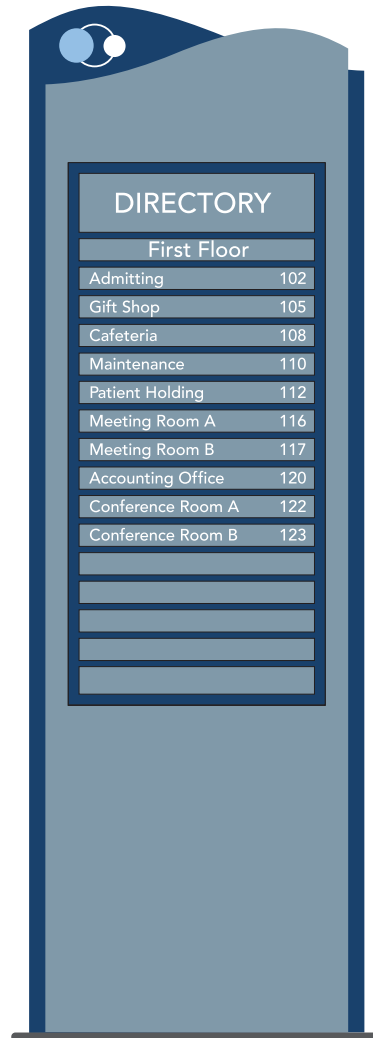 DIRECTORY
First Floor
Admitting 102
Gift Shop 105
Cafeteria 108
Maintenance 110
Patient Holding 112
Meeting Room A 116
Meeting Room B 117
Accounting Office 120
Conference Room A 122
Conference Room B 123